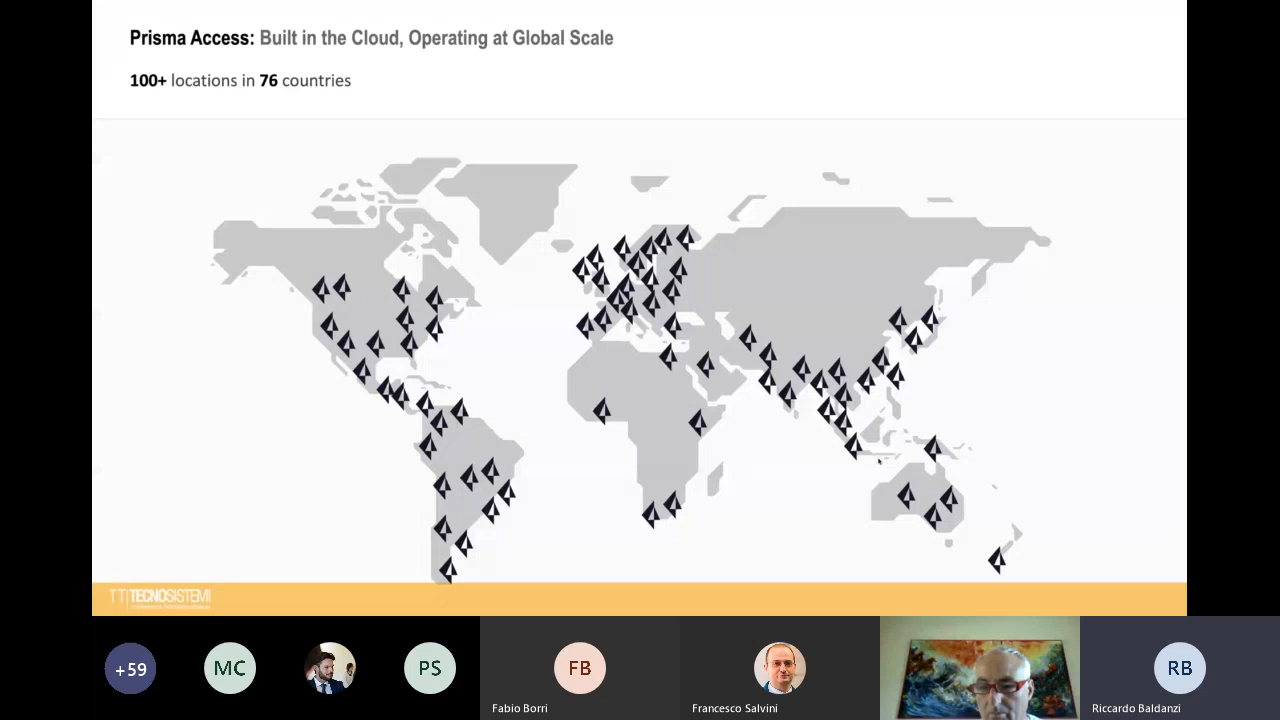 Prisma Access: Built in the Cloud, Operating at Global Scale
100+ locations in 76 countries
TT TECNOSISTEMI
+59
MC
PS
FB
RB
Fabio Borri
Francesco Salvini
Riccardo Baldanzi